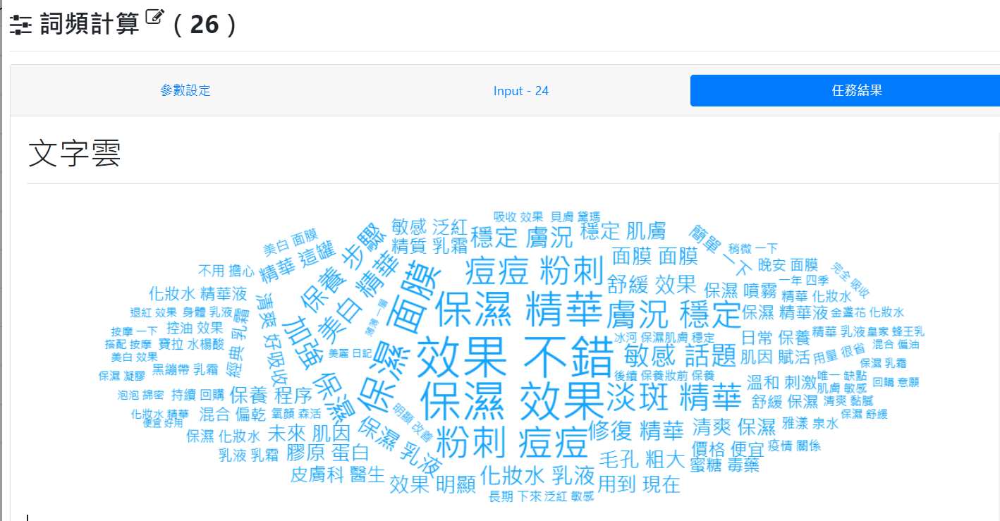 詞頻計算 ( 26 )
參數設定
Input - 24
任務結果
文字雲
吸收 效果
貝膚 黛瑪
敏感 泛紅
穩定 膚況
穩定 肌膚
簡單 一下
稍微 一下
美白 面膜
精華 這罐
保養 步驟
精質 乳霜
面膜 面膜
晚安 面膜
完全 吸收
不用 擔心
美白 精華
保濕 面膜
痘痘 粉刺
舒緩 效果
保濕 噴霧
一年 四季
精華 化妝水
化妝水 精華液
清爽 好吸收
保濕 精華
膚況 穩定
保濕 精華液
金盞花 化妝水
退紅 效果
身體 乳液
經典 乳霜
加強 保濕
薄薄 一層
按摩 一下
控油 效果
冰河 保濕
肌膚 穩定
日常 保養
精華 乳液
皇家 蜂王乳
搭配 按摩
寶拉 水楊酸
美麗 日記
效果 不錯
敏感 話題
肌因 賦活
用量 很省
混合 偏油
美白 效果
保濕 乳霜
保濕 凝膠
黑繃帶 乳霜
後續 保養
妝前 保養
溫和 刺激
唯一 缺點
回購 意願
肌膚 敏感
泡泡 綿密
持續 回購
保養 程序
保濕 效果
淡斑 精華
舒緩 保濕
清爽 黏膩
保濕 舒緩
化妝水 精華
混合 偏乾
氧顏 森活
明顯 改善
便宜 好用
保濕 化妝水
未來 肌因
保濕 乳液
粉刺 痘痘
修復 精華
清爽 保濕
雅漾 泉水
乳液 乳霜
膠原 蛋白
毛孔 粗大
價格 便宜
疫情 關係
蜜糖 毒藥
皮膚科 醫生
效果 明顯
化妝水 乳液
用到 現在
長期 下來
泛紅 敏感